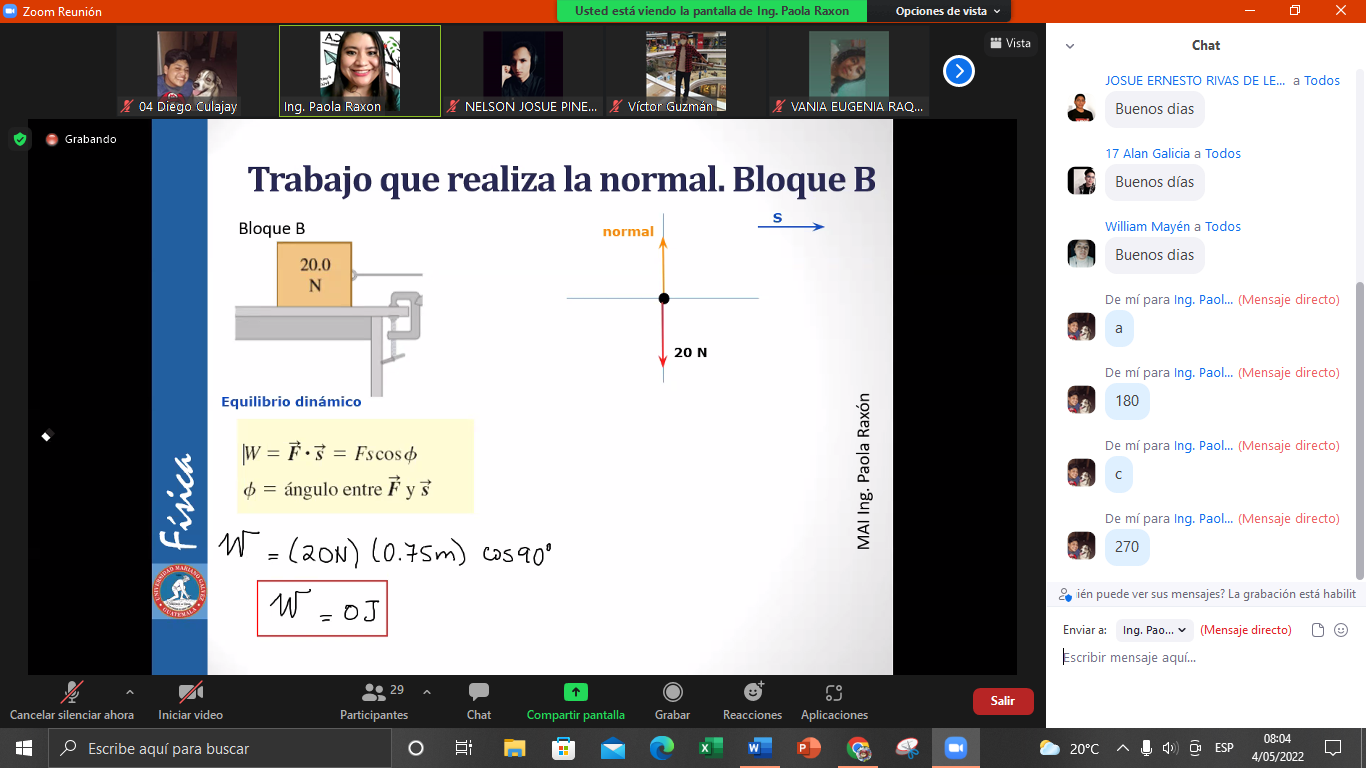 Zoom Reunión
Usted está viendo la pantalla de Ing. Paola Raxon
Opciones de vista
04 Diego Culajay
Ing. Paola Raxon
NELSON JOSUE PINE...
Víctor Guzmán
VANIA EUGENIA RAQ...
Vista
Grabando
Trabajo que realiza la normal. Bloque B
Bloque B
20.0
N
normal
S
20 N
Equilibrio dinámico
W = F⃗ · s⃗ = Fs cos ϕ
ϕ = ángulo entre F⃗ y s⃗
W = (20N) (0.75m) cos90°
W = 0J
Física
UNIVERSIDAD MARIANO GALVEZ
GUATEMALA
MAI Ing. Paola Raxón
Chat
JOSUE ERNESTO RIVAS DE LE... a Todos
Buenos dias
17 Alan Galicia a Todos
Buenos días
William Mayén a Todos
Buenos dias
De mí para Ing. Paol... (Mensaje directo)
a
De mí para Ing. Paol... (Mensaje directo)
180
De mí para Ing. Paol... (Mensaje directo)
c
De mí para Ing. Paol... (Mensaje directo)
270
ién puede ver sus mensajes? La grabación está habilit
Enviar a: Ing. Pao... (Mensaje directo)
Escribir mensaje aquí...
Cancelar silenciar ahora
Iniciar video
29
Participantes
Chat
Compartir pantalla
Grabar
Reacciones
Aplicaciones
Salir
Escribe aquí para buscar
20°C
ESP
08:04
4/05/2022